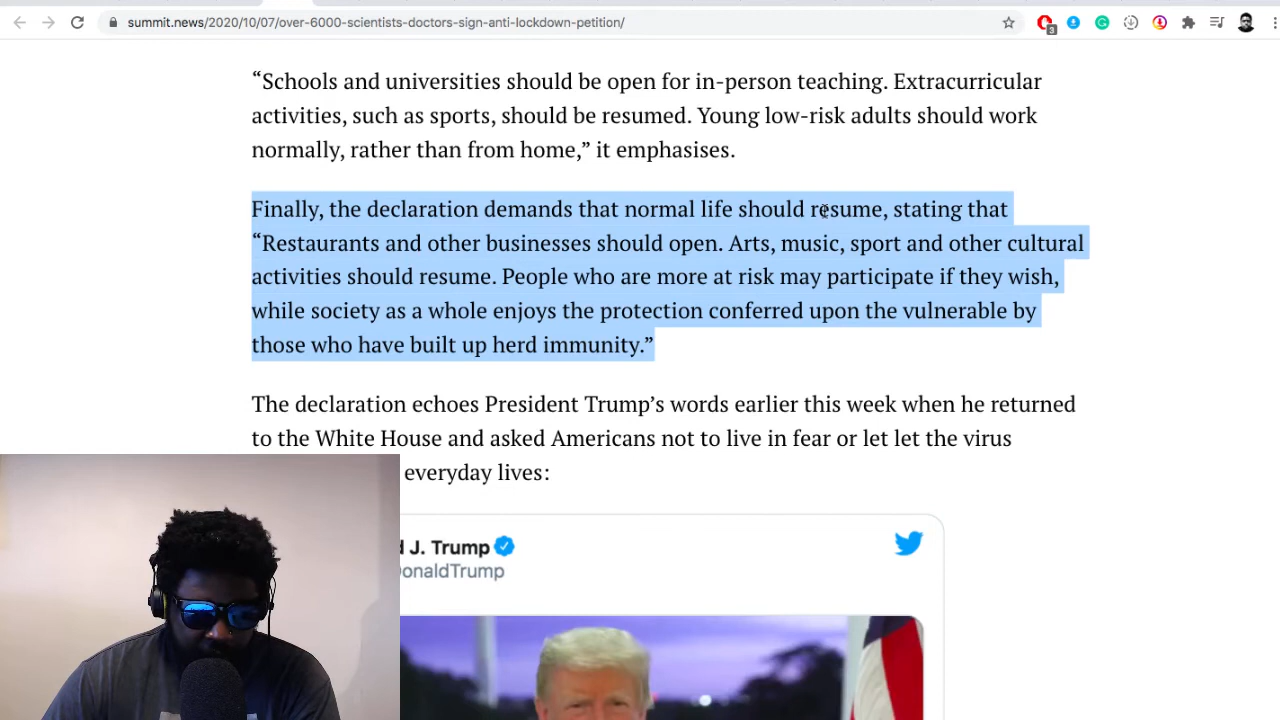 summit.news/2020/10/07/over-6000-scientists-doctors-sign-anti-lockdown-petition/
3
“Schools and universities should be open for in-person teaching. Extracurricular
activities, such as sports, should be resumed. Young low-risk adults should work
normally, rather than from home,” it emphasises.
Finally, the declaration demands that normal life should resume, stating that
“Restaurants and other businesses should open. Arts, music, sport and other cultural
activities should resume. People who are more at risk may participate if they wish,
while society as a whole enjoys the protection conferred upon the vulnerable by
those who have built up herd immunity.”
The declaration echoes President Trump’s words earlier this week when he returned
to the White House and asked Americans not to live in fear or let let the virus
everyday lives:
d J. Trump
DonaldTrump